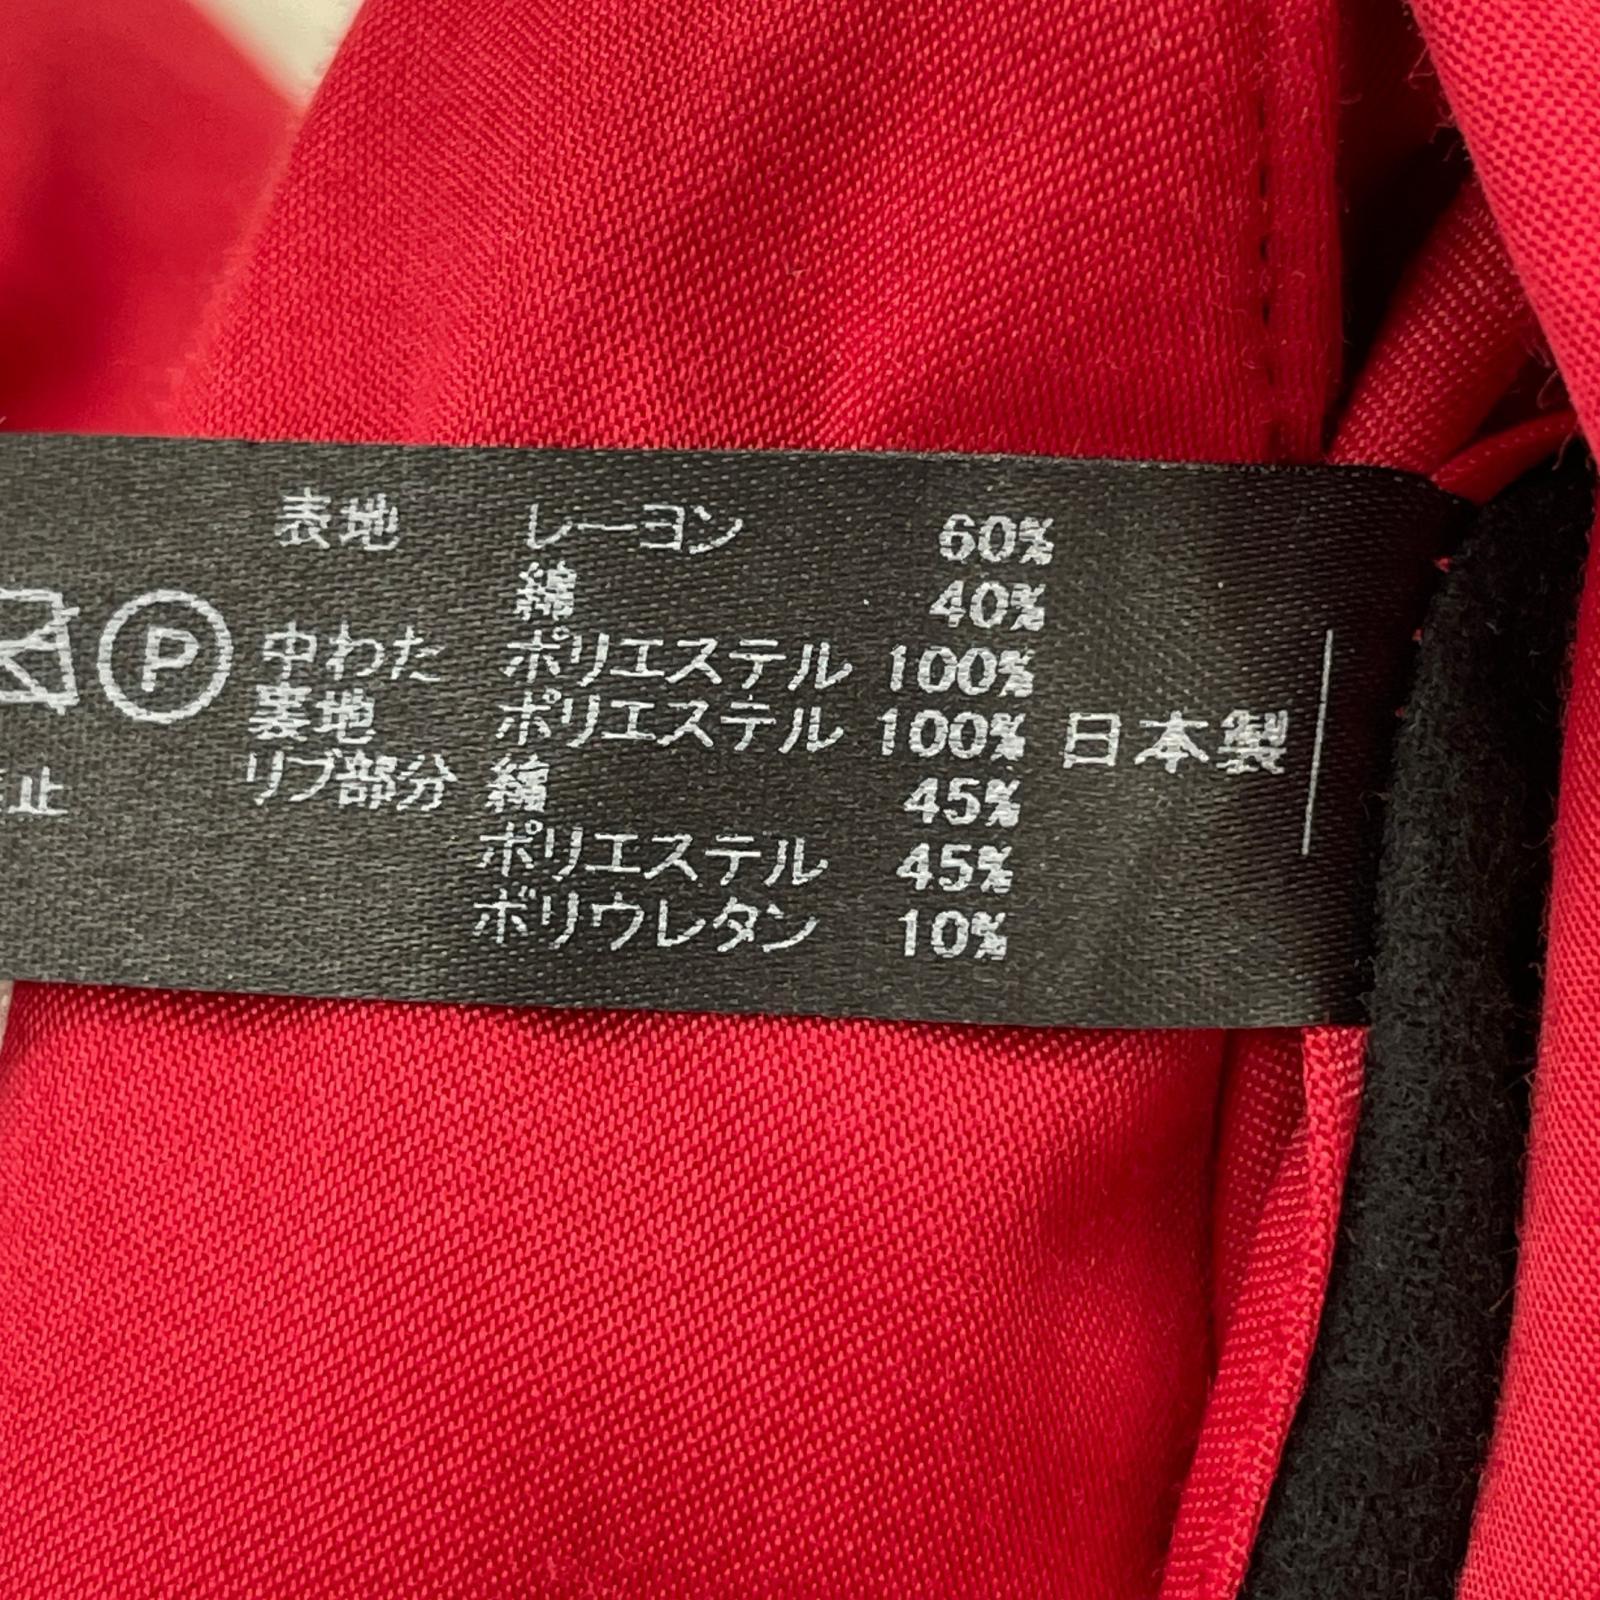 表地 レーヨン 60%
綿 40%
中わた ポリエステル 100%
裏地 ポリエステル 100%
リブ部分 綿 45%
ポリエステル 45%
ポリウレタン 10%
日本製
P
止